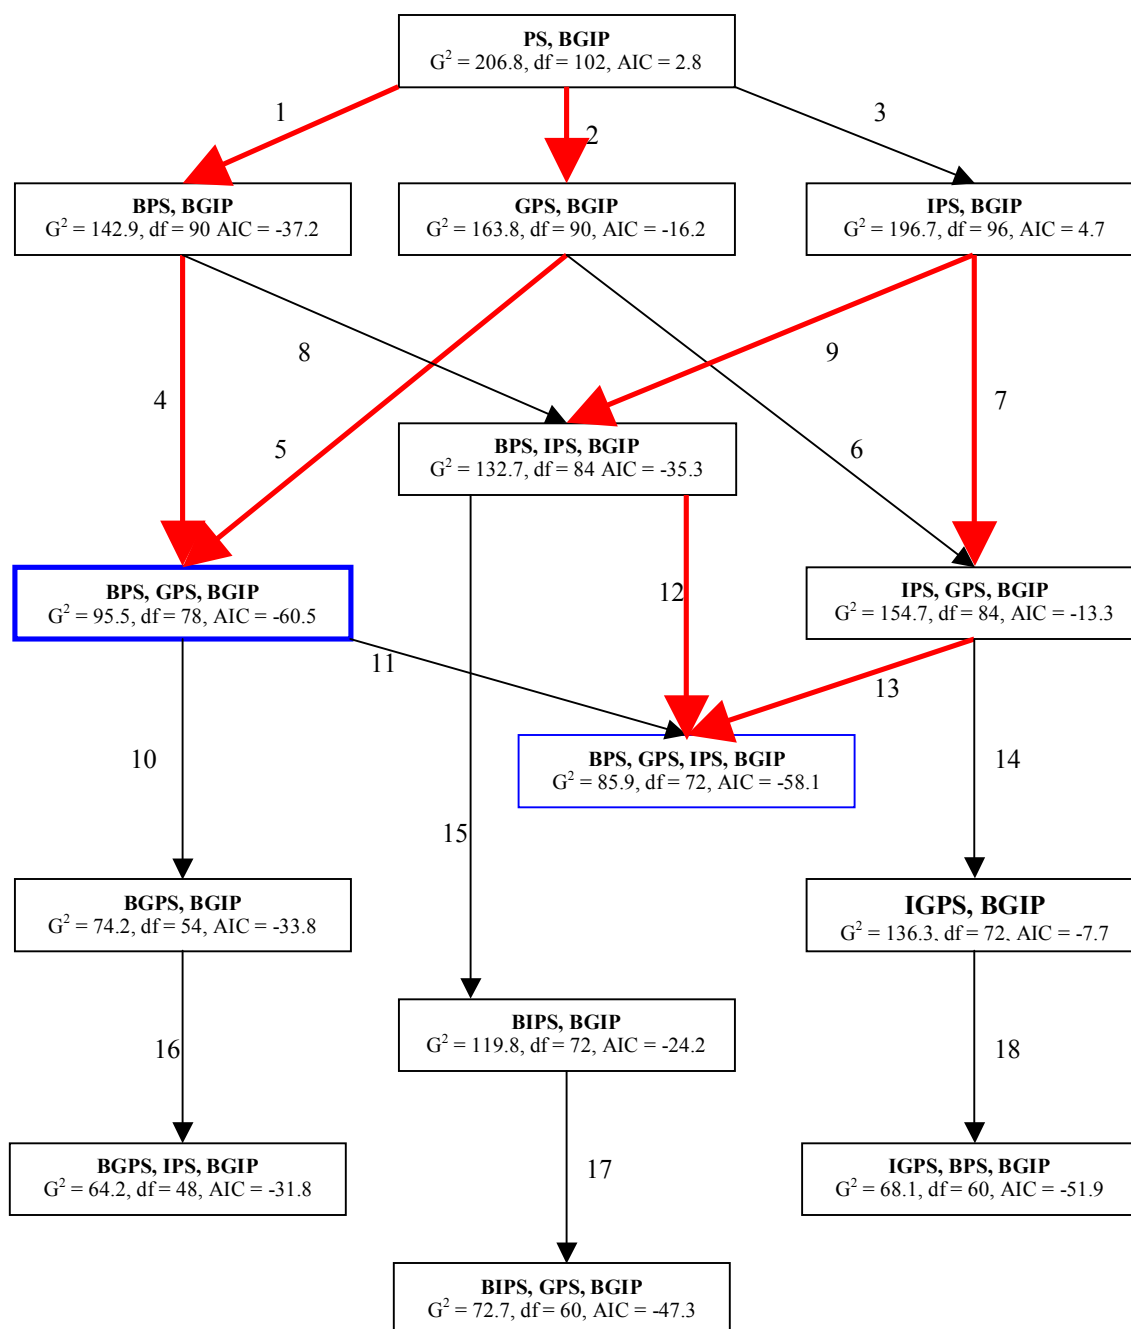 PS, BGIP
G² = 206.8, df = 102, AIC = 2.8
1
2
3
BPS, BGIP
G² = 142.9, df = 90 AIC = -37.2
GPS, BGIP
G² = 163.8, df = 90, AIC = -16.2
IPS, BGIP
G² = 196.7, df = 96, AIC = 4.7
8
9
4
5
6
7
BPS, IPS, BGIP
G² = 132.7, df = 84 AIC = -35.3
BPS, GPS, BGIP
G² = 95.5, df = 78, AIC = -60.5
12
IPS, GPS, BGIP
G² = 154.7, df = 84, AIC = -13.3
11
13
10
BPS, GPS, IPS, BGIP
G² = 85.9, df = 72, AIC = -58.1
14
15
BGPS, BGIP
G² = 74.2, df = 54, AIC = -33.8
IGPS, BGIP
G² = 136.3, df = 72, AIC = -7.7
BIPS, BGIP
G² = 119.8, df = 72, AIC = -24.2
16
18
BGPS, IPS, BGIP
G² = 64.2, df = 48, AIC = -31.8
17
IGPS, BPS, BGIP
G² = 68.1, df = 60, AIC = -51.9
BIPS, GPS, BGIP
G² = 72.7, df = 60, AIC = -47.3